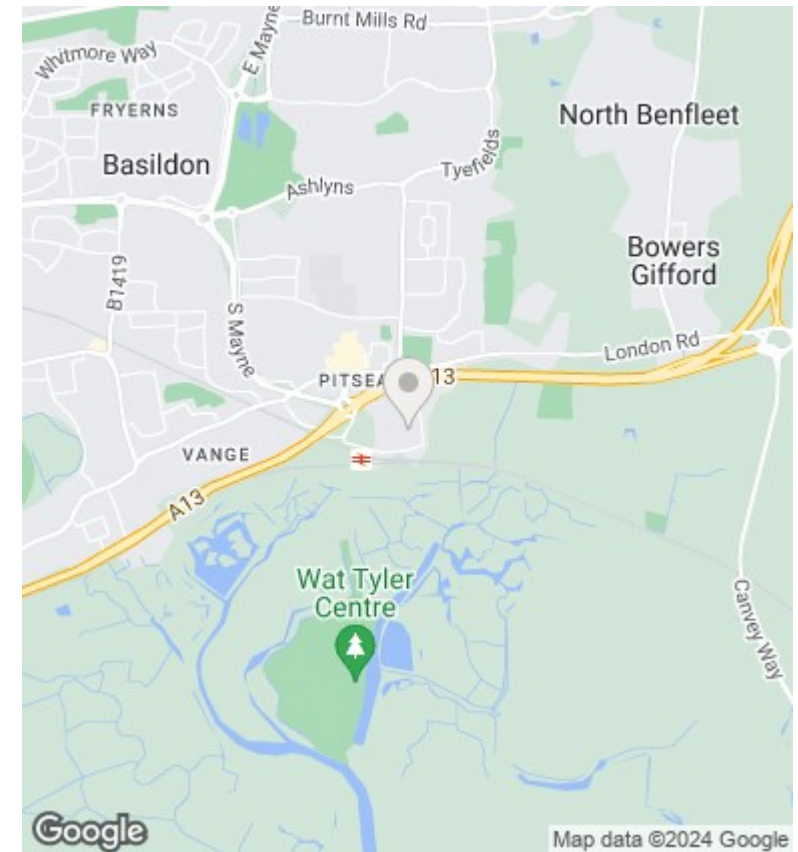 Burnt Mills Rd
E Mayne
Whitmore Way
FRYERNS
North Benfleet
Basildon
Tyefields
Ashlyns
Bowers
Gifford
B1419
S Mayne
London Rd
PITSEA
13
VANGE
A13
Wat Tyler
Centre
Canvey Way
Google
Map data ©2024 Google